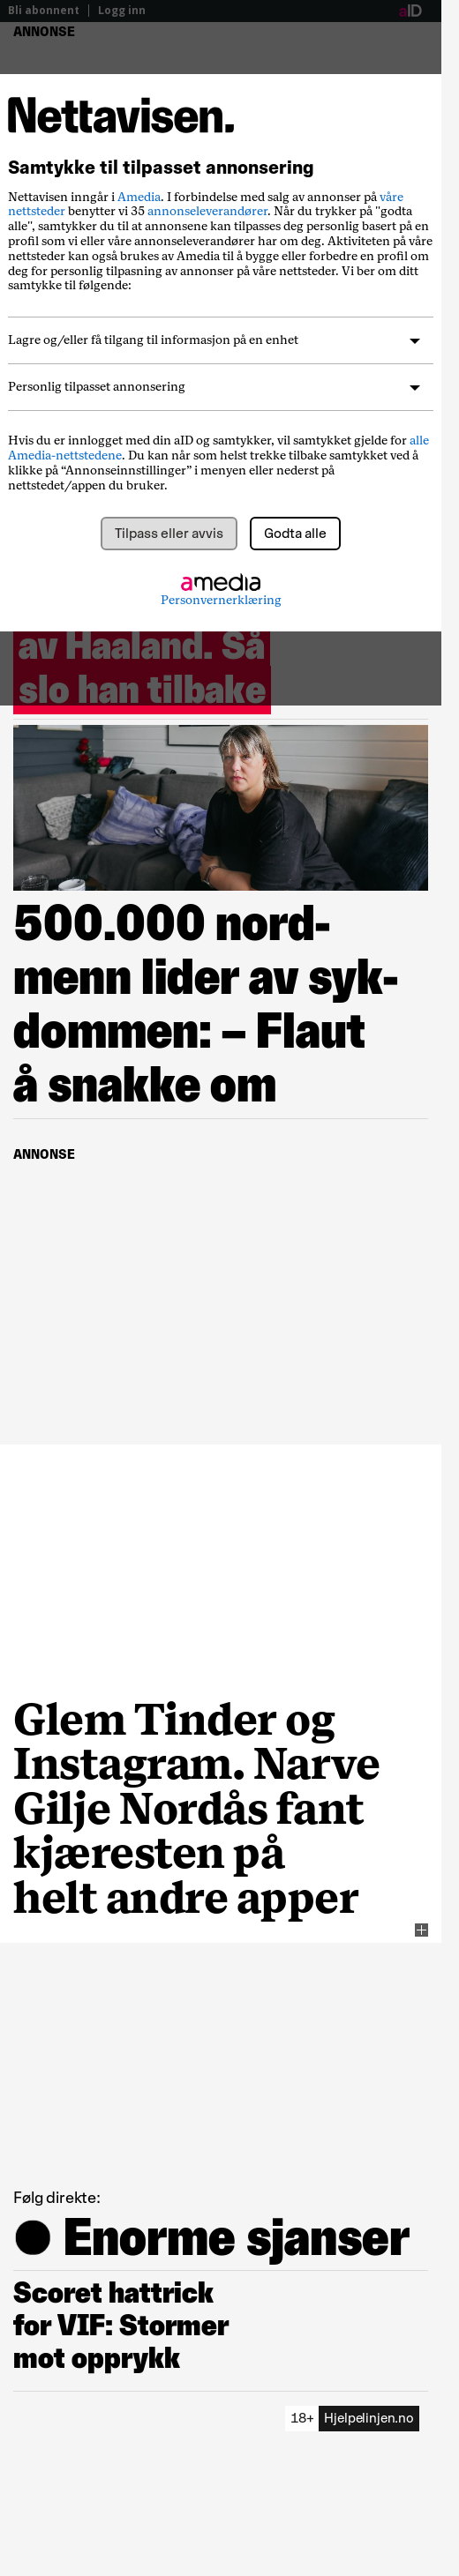 Bli abonnent | Logg inn aID
ANNONSE
Nettavisen.
Samtykke til tilpasset annonsering
Nettavisen inngår i Amedia. I forbindelse med salg av annonser på våre
nettsteder benytter vi 35 annonseleverandører. Når du trykker på "godta
alle", samtykker du til at annonsene kan tilpasses deg personlig basert på en
profil som vi eller våre annonseleverandører har om deg. Aktiviteten på våre
nettsteder kan også brukes av Amedia til å bygge eller forbedre en profil om
deg for personlig tilpasning av annonser på våre nettsteder. Vi ber om ditt
samtykke til følgende:
Lagre og/eller få tilgang til informasjon på en enhet
Personlig tilpasset annonsering
Hvis du er innlogget med din aID og samtykker, vil samtykket gjelde for alle
Amedia-nettstedene. Du kan når som helst trekke tilbake samtykket ved å
klikke på “Annonseinnstillinger” i menyen eller nederst på
nettstedet/appen du bruker.
Tilpass eller avvis Godta alle
amedia
Personvernerklæring
av Haaland. Så
slo han tilbake
500.000 nord-
menn lider av syk-
dommen: – Flaut
å snakke om
ANNONSE
Glem Tinder og
Instagram. Narve
Gilje Nordås fant
kjæresten på
helt andre apper
Følg direkte:
● Enorme sjanser
Scoret hattrick
for VIF: Stormer
mot opprykk
18+ Hjelpelinjen.no